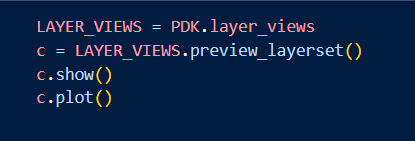 LAYER_VIEWS = PDK.layer_views
c = LAYER_VIEWS.preview_layerset()
c.show()
c.plot()